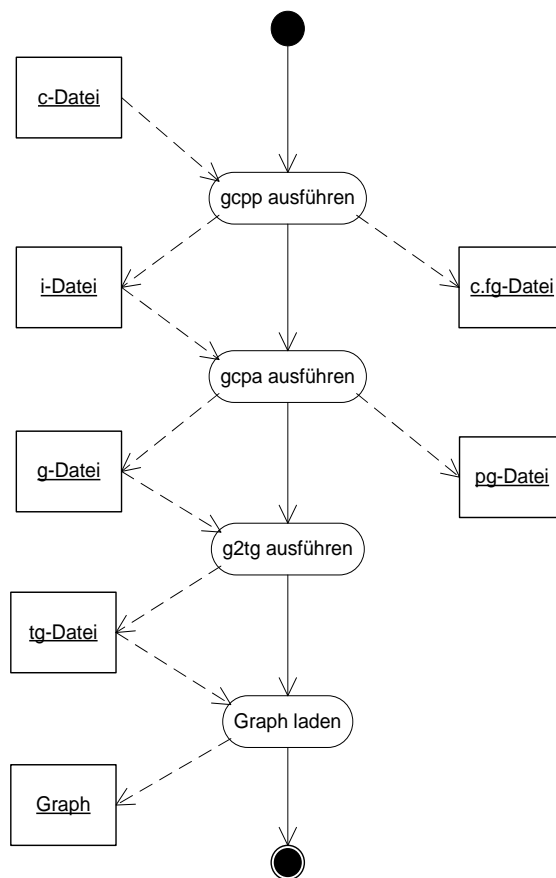 c-Datei
gcpp ausführen
i-Datei
c.fg-Datei
gcpa ausführen
g-Datei
pg-Datei
g2tg ausführen
tg-Datei
Graph laden
Graph